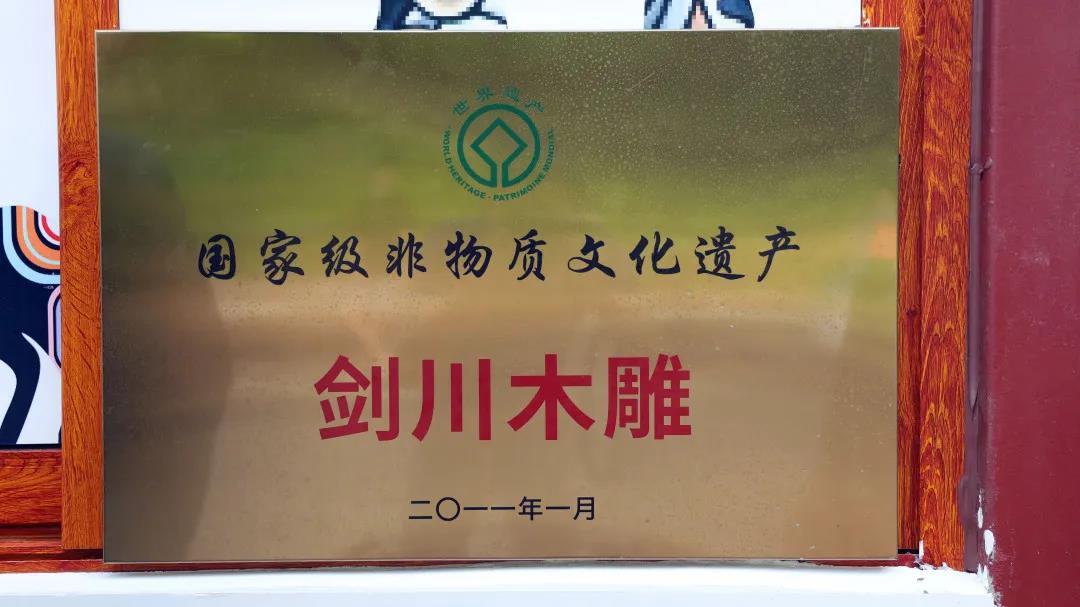 世界遗产
WORLD HERITAGE · PATRIMOINE MONDIAL
国家级非物质文化遗产
剑川木雕
二〇一一年一月